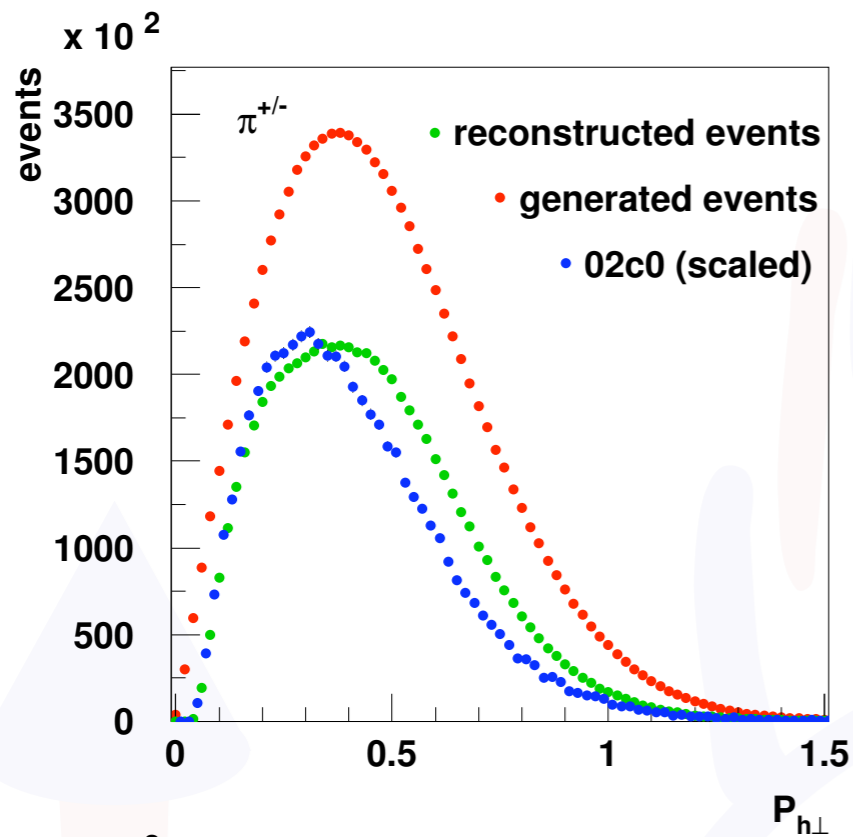 x 10^2
events
π^+/-
reconstructed events
generated events
02c0 (scaled)
3500
3000
2500
2000
1500
1000
500
0
0 0.5 1 1.5
P_h⊥